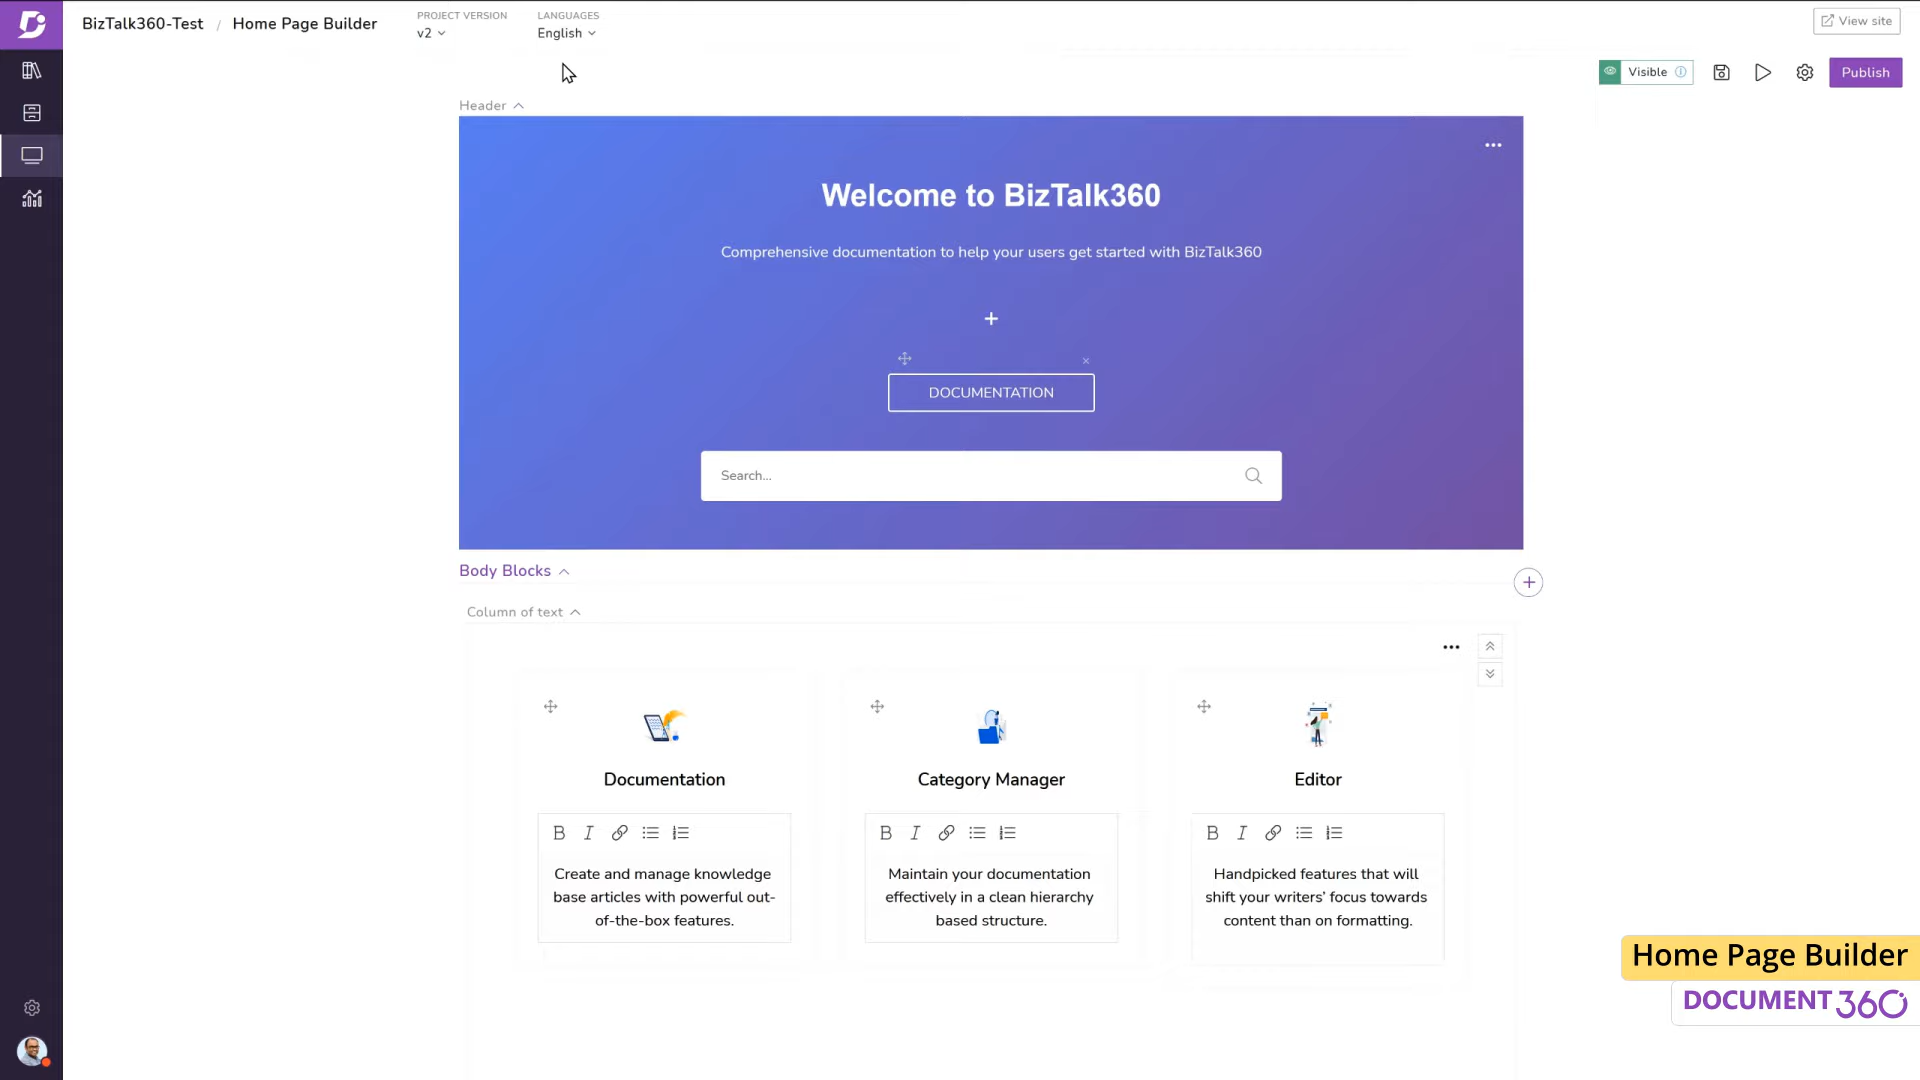 BizTalk360-Test / Home Page Builder
PROJECT VERSION
v2
LANGUAGES
English
View site
Visible
Publish
Header
Welcome to BizTalk360
Comprehensive documentation to help your users get started with BizTalk360
DOCUMENTATION
Search...
Body Blocks
Column of text
Documentation
Create and manage knowledge
base articles with powerful out-
of-the-box features.
Category Manager
Maintain your documentation
effectively in a clean hierarchy
based structure.
Editor
Handpicked features that will
shift your writers’ focus towards
content than on formatting.
Home Page Builder
DOCUMENT360